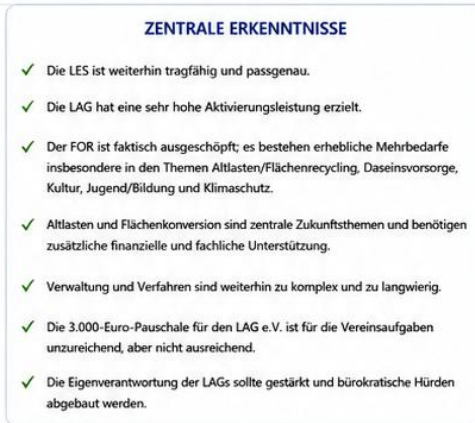 ZENTRALE ERKENNTNISSE
✓ Die LES ist weiterhin tragfähig und passgenau.
✓ Die LAG hat eine sehr hohe Aktivierungsleistung erzielt.
✓ Der FOR ist faktisch ausgeschöpft; es bestehen erhebliche Mehrbedarfe
insbesondere in den Themen Altlasten/Flächenrecycling, Daseinsvorsorge,
Kultur, Jugend/Bildung und Klimaschutz.
✓ Altlasten und Flächenkonversion sind zentrale Zukunftsthemen und benötigen
zusätzliche finanzielle und fachliche Unterstützung.
✓ Verwaltung und Verfahren sind weiterhin zu komplex und zu langwierig.
✓ Die 3.000-Euro-Pauschale für den LAG e.V. ist für die Vereinsaufgaben
unzureichend, aber nicht ausreichend.
✓ Die Eigenverantwortung der LAGs sollte gestärkt und bürokratische Hürden
abgebaut werden.